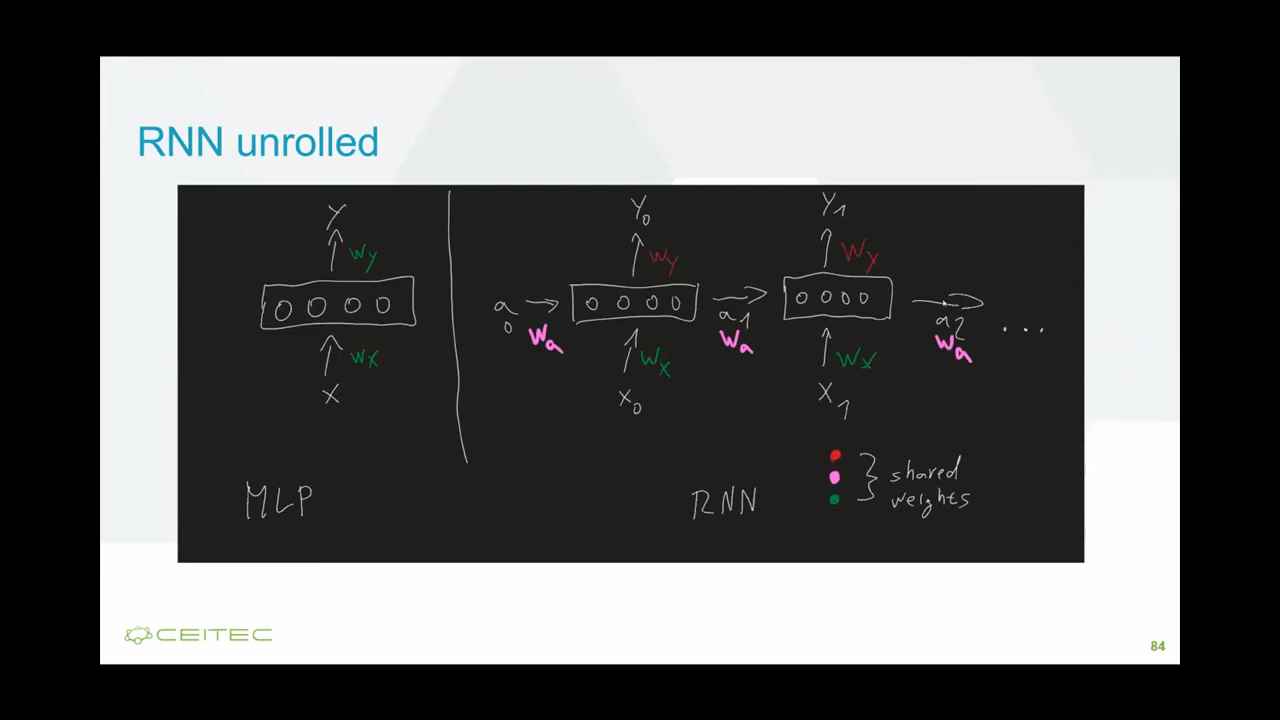 RNN unrolled
Y
Wy
Wx
X
MLP
Y0 Y1
Wy Wy
a0 a1 a2 ...
Wa Wa Wa
Wx Wx
X0 X1
RNN
shared
weights
CEITEC
84